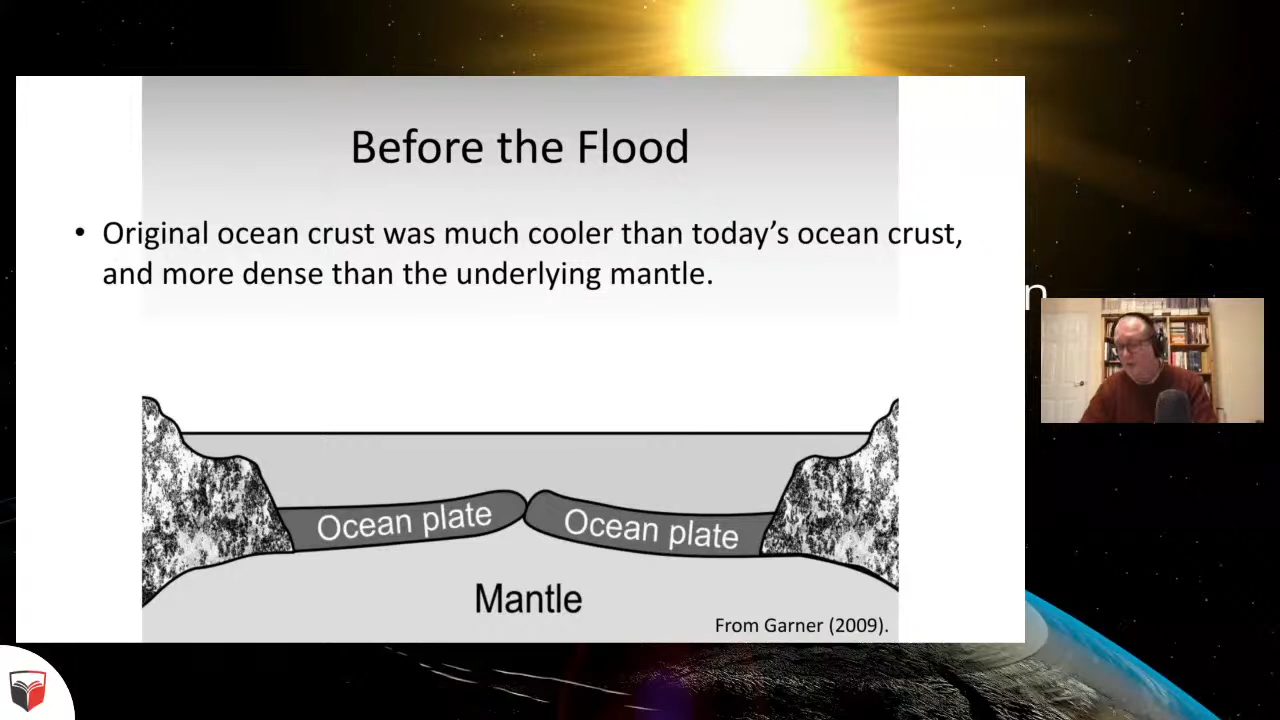 Before the Flood
• Original ocean crust was much cooler than today’s ocean crust,
and more dense than the underlying mantle.
n
Ocean plate
Ocean plate
Mantle
From Garner (2009).